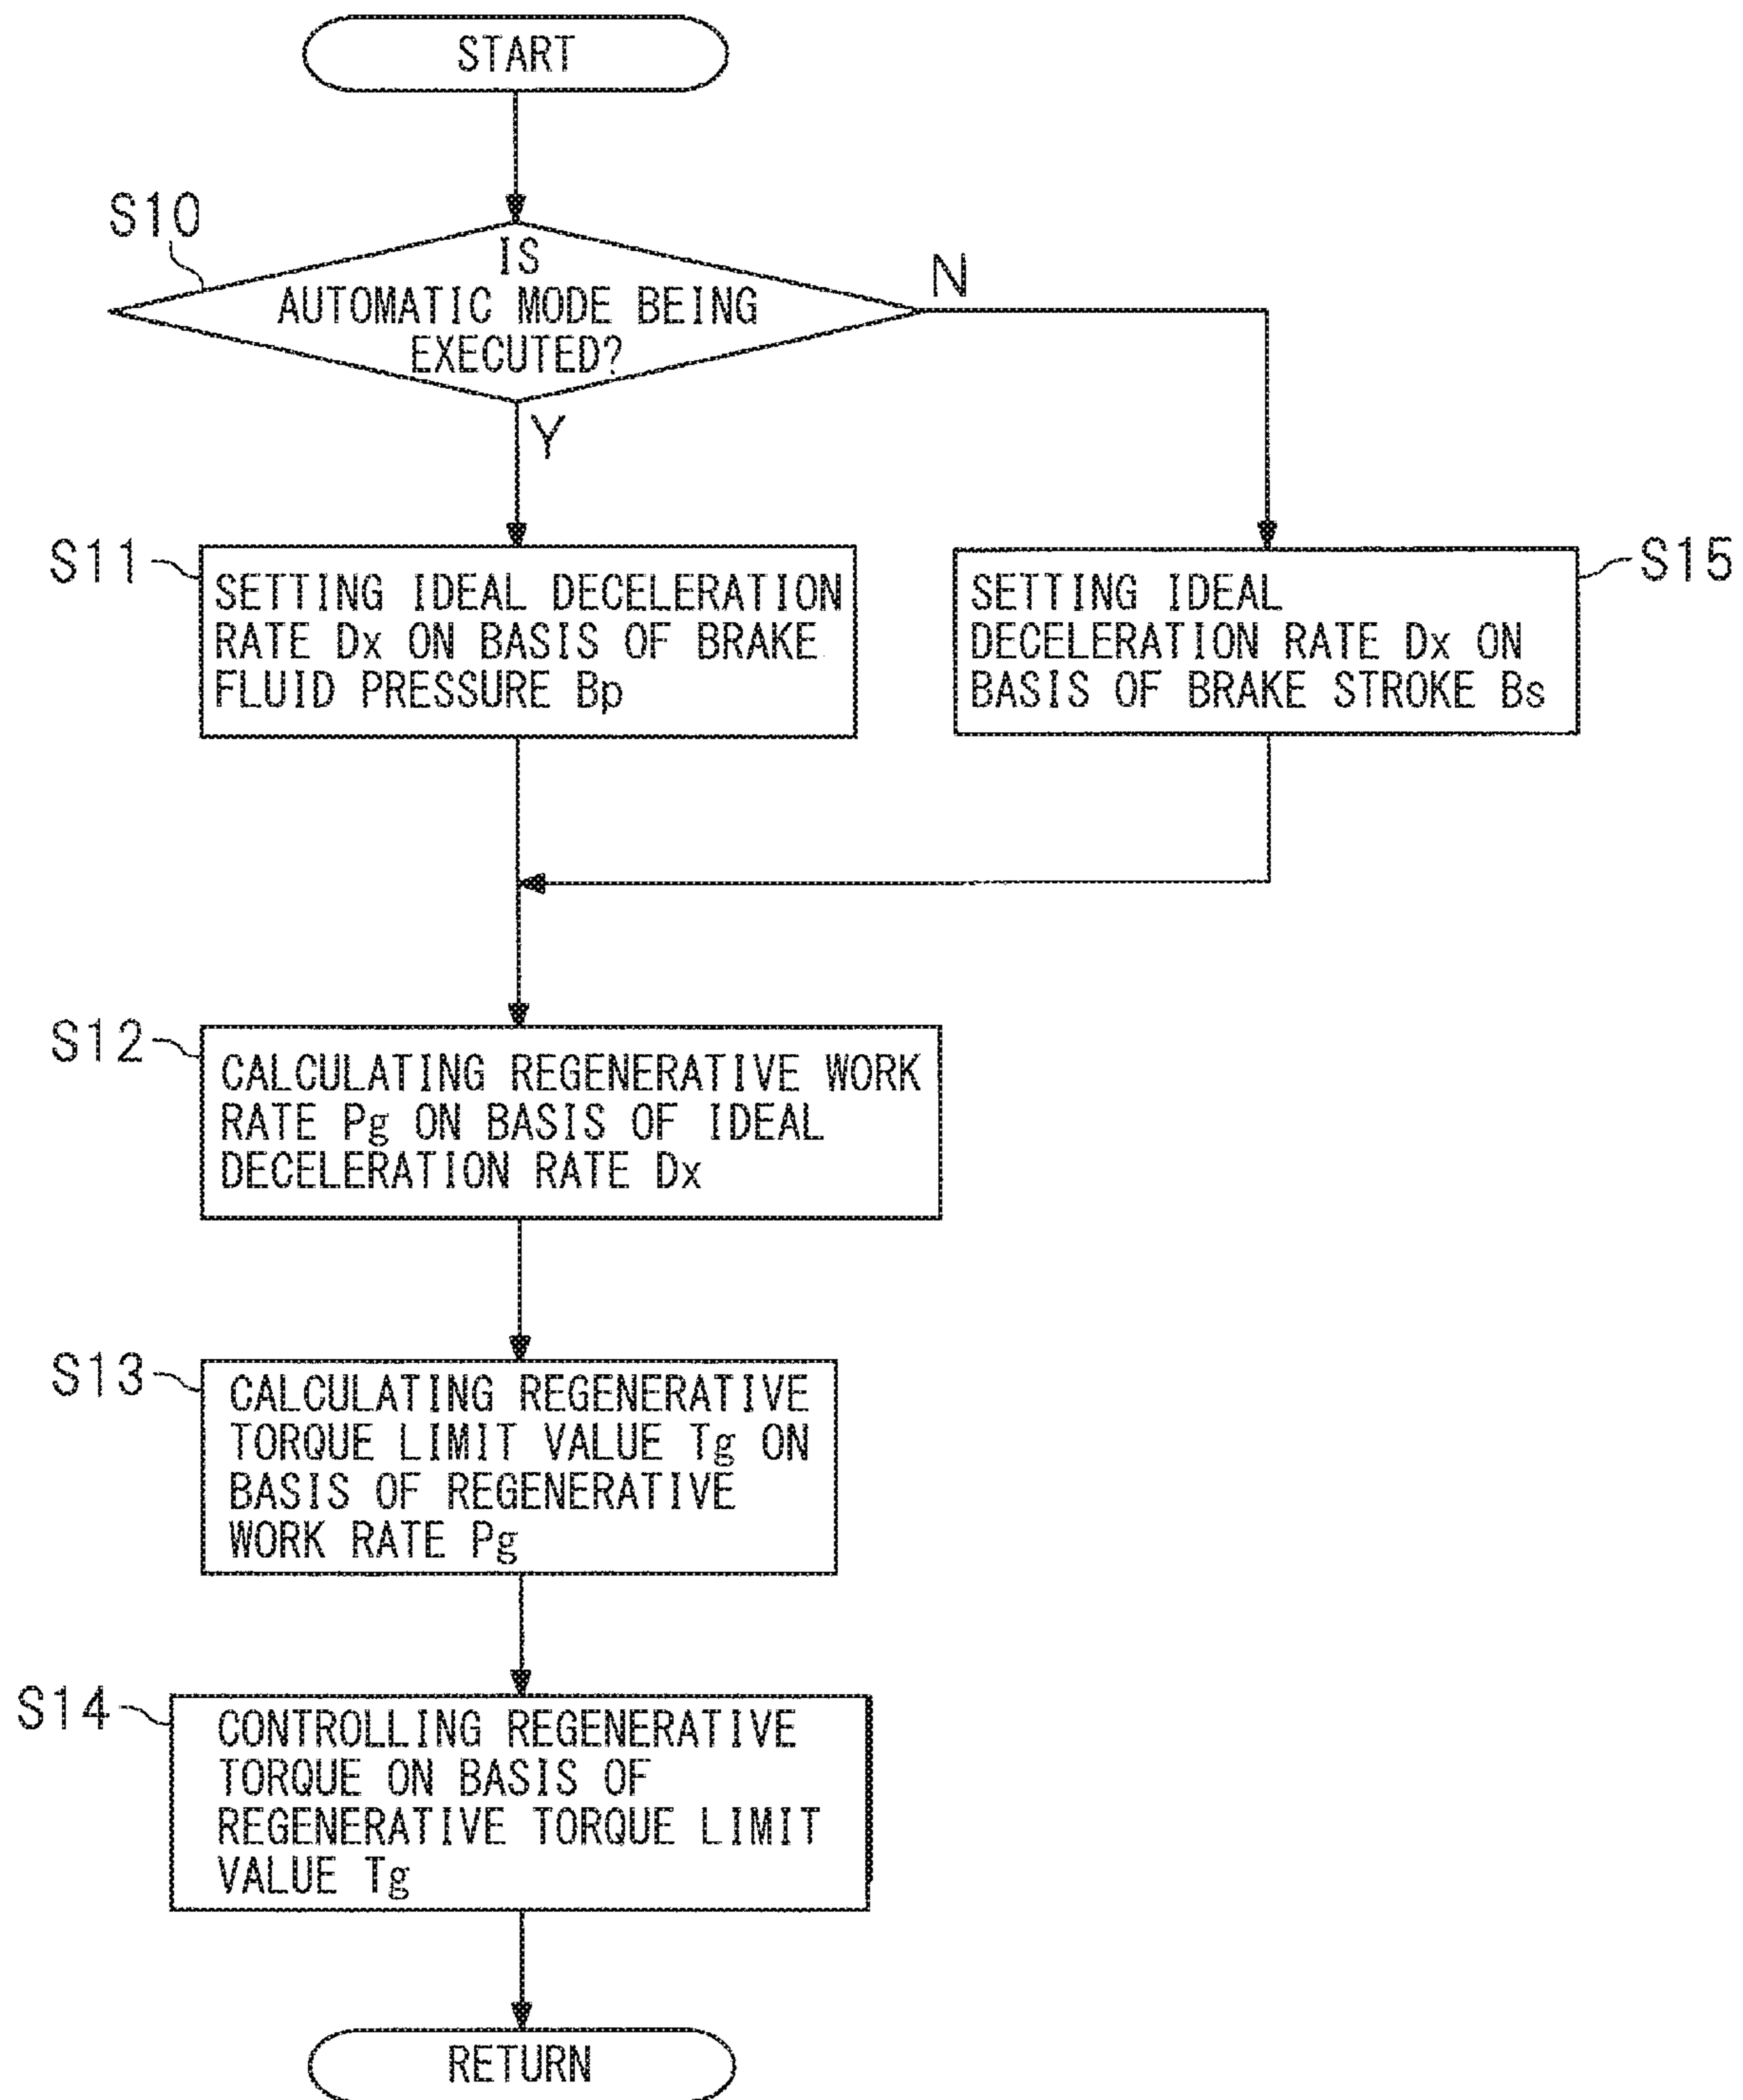 START
S10
IS
AUTOMATIC MODE BEING
EXECUTED?
N
Y
S11
SETTING IDEAL DECELERATION
RATE Dx ON BASIS OF BRAKE
FLUID PRESSURE Bp
S15
SETTING IDEAL
DECELERATION RATE Dx ON
BASIS OF BRAKE STROKE Bs
S12
CALCULATING REGENERATIVE WORK
RATE Pg ON BASIS OF IDEAL
DECELERATION RATE Dx
S13
CALCULATING REGENERATIVE
TORQUE LIMIT VALUE Tg ON
BASIS OF REGENERATIVE
WORK RATE Pg
S14
CONTROLLING REGENERATIVE
TORQUE ON BASIS OF
REGENERATIVE TORQUE LIMIT
VALUE Tg
RETURN